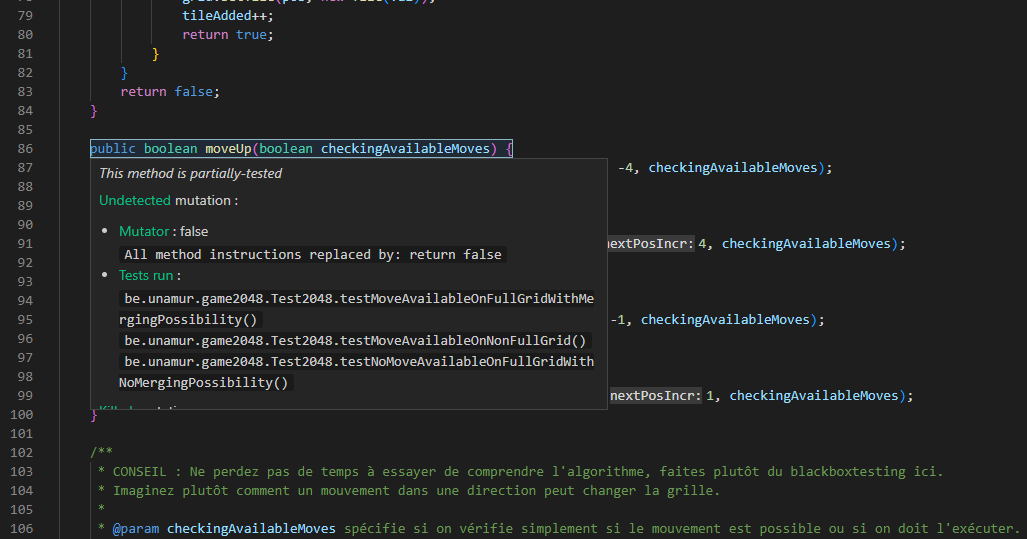 79 tileAdded++;
80 return true;
81 }
82 }
83 return false;
84 }
85
86 public boolean moveUp(boolean checkingAvailableMoves) {
This method is partially-tested
Undetected mutation :
• Mutator : false
All method instructions replaced by: return false
• Tests run :
be.unamur.game2048.Test2048.testMoveAvailableOnFullGridWithMe
rgingPossibility()
be.unamur.game2048.Test2048.testMoveAvailableOnNonFullGrid()
be.unamur.game2048.Test2048.testNoMoveAvailableOnFullGridWith
NoMergingPossibility()
87 -4, checkingAvailableMoves);
88
89
90
91 nextPosIncr: 4, checkingAvailableMoves);
92
93
94
95 -1, checkingAvailableMoves);
96
97
98
99 nextPosIncr: 1, checkingAvailableMoves);
100 }
101
102 /**
103 * CONSEIL : Ne perdez pas de temps à essayer de comprendre l'algorithme, faites plutôt du blackboxtesting ici.
104 * Imaginez plutôt comment un mouvement dans une direction peut changer la grille.
105 *
106 * @param checkingAvailableMoves spécifie si on vérifie simplement si le mouvement est possible ou si on doit l'exécuter.